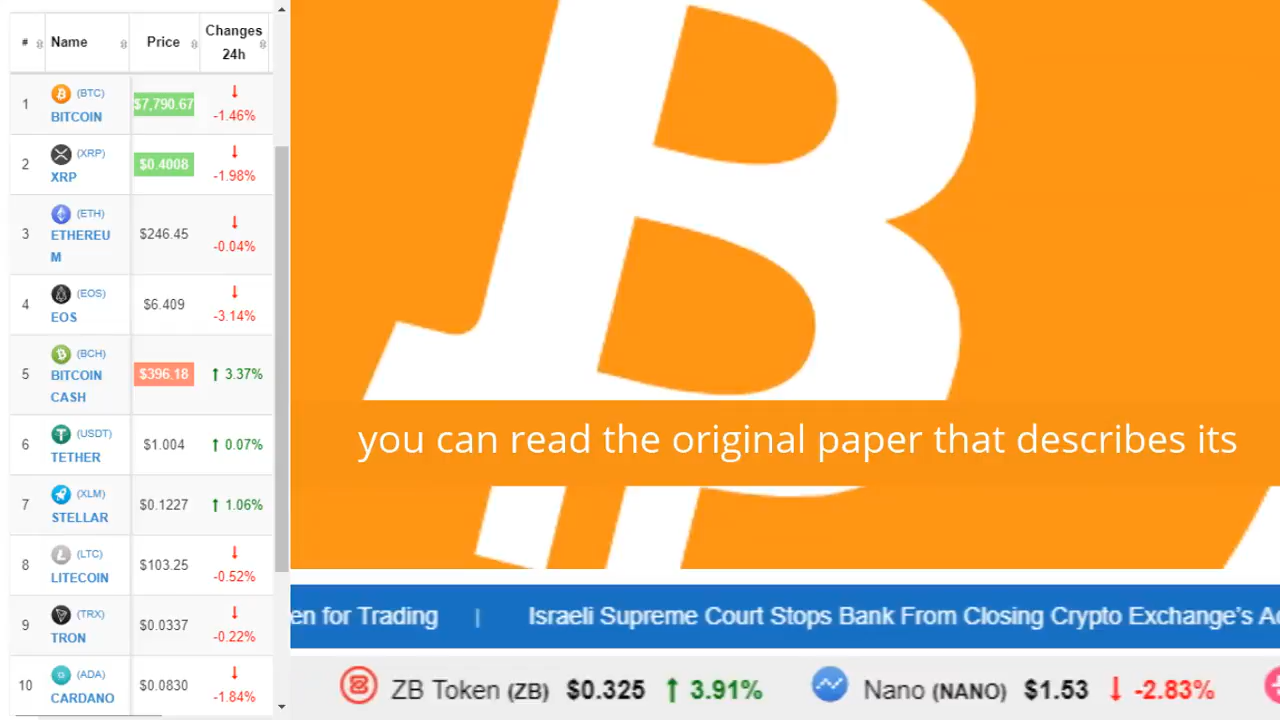 # Name Price Changes 24h
1 (BTC) BITCOIN $7,790.67 ↓ -1.46%
2 (XRP) XRP $0.4008 ↓ -1.98%
3 (ETH) ETHEREU M $246.45 ↓ -0.04%
4 (EOS) EOS $6.409 ↓ -3.14%
5 (BCH) BITCOIN CASH $396.18 ↑ 3.37%
6 (USDT) TETHER $1.004 ↑ 0.07%
7 (XLM) STELLAR $0.1227 ↑ 1.06%
8 (LTC) LITECOIN $103.25 ↓ -0.52%
9 (TRX) TRON $0.0337 ↓ -0.22%
10 (ADA) CARDANO $0.0830 ↓ -1.84%
you can read the original paper that describes its
en for Trading | Israeli Supreme Court Stops Bank From Closing Crypto Exchange's Ac
ZB Token (ZB) $0.325 ↑ 3.91% Nano (NANO) $1.53 ↓ -2.83%